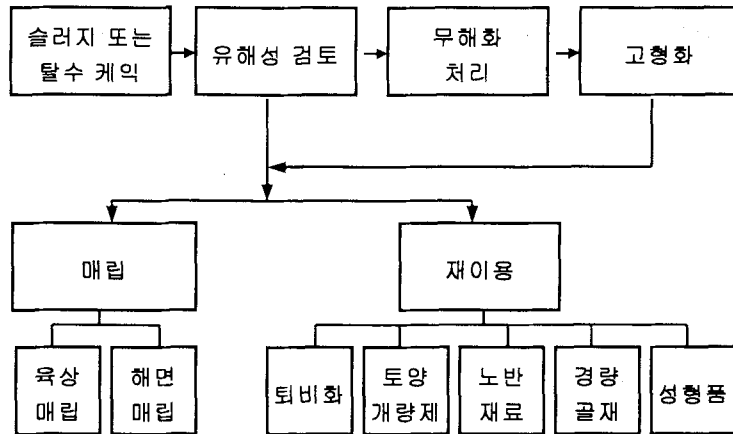 슬러지 또는
탈수 케익
유해성 검토
무해화
처리
고형화
매립
재이용
육상
매립
해면
매립
퇴비화
토양
개량제
노반
재료
경량
골재
성형품